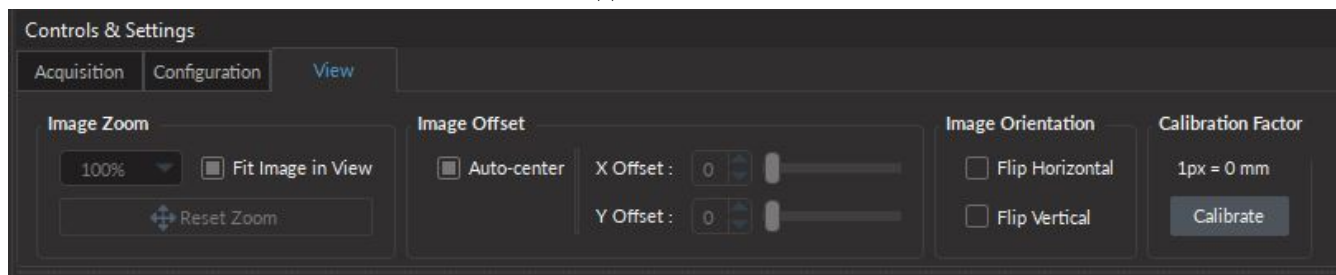 Controls & Settings
Acquisition Configuration View
Image Zoom Image Offset Image Orientation Calibration Factor
100% Fit Image in View Auto-center X Offset : 0 Flip Horizontal 1px = 0 mm
Reset Zoom Y Offset : 0 Flip Vertical Calibrate